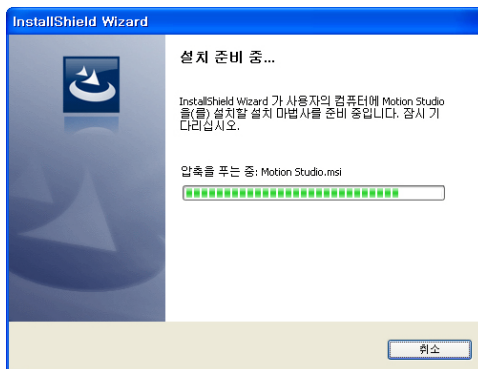 InstallShield Wizard
설치 준비 중...
InstallShield Wizard 가 사용자의 컴퓨터에 Motion Studio
을(를) 설치할 설치 마법사를 준비 중입니다. 잠시 기
다리십시오.
압축을 푸는 중: Motion Studio.msi
취소